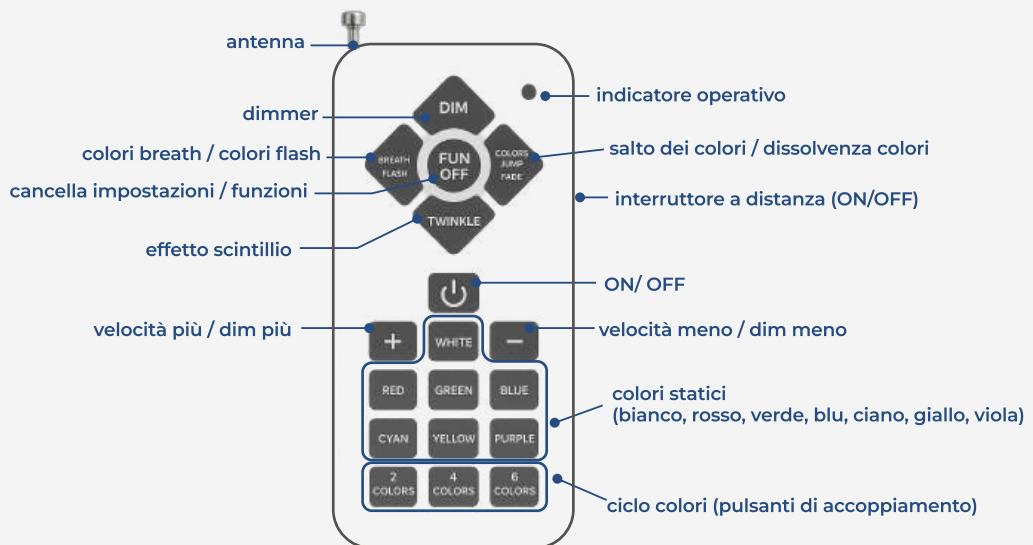 antenna
indicatore operativo
DIM
dimmer
colori breath / colori flash
BREATH
FLASH
FUN
OFF
COLORS
JUMP
FADE
salto dei colori / dissolvenza colori
cancella impostazioni / funzioni
interruttore a distanza (ON/OFF)
TWINKLE
effetto scintillio
ON/ OFF
velocità più / dim più
+
WHITE
−
velocità meno / dim meno
RED
GREEN
BLUE
colori statici
(bianco, rosso, verde, blu, ciano, giallo, viola)
CYAN
YELLOW
PURPLE
2
COLORS
4
COLORS
6
COLORS
ciclo colori (pulsanti di accoppiamento)